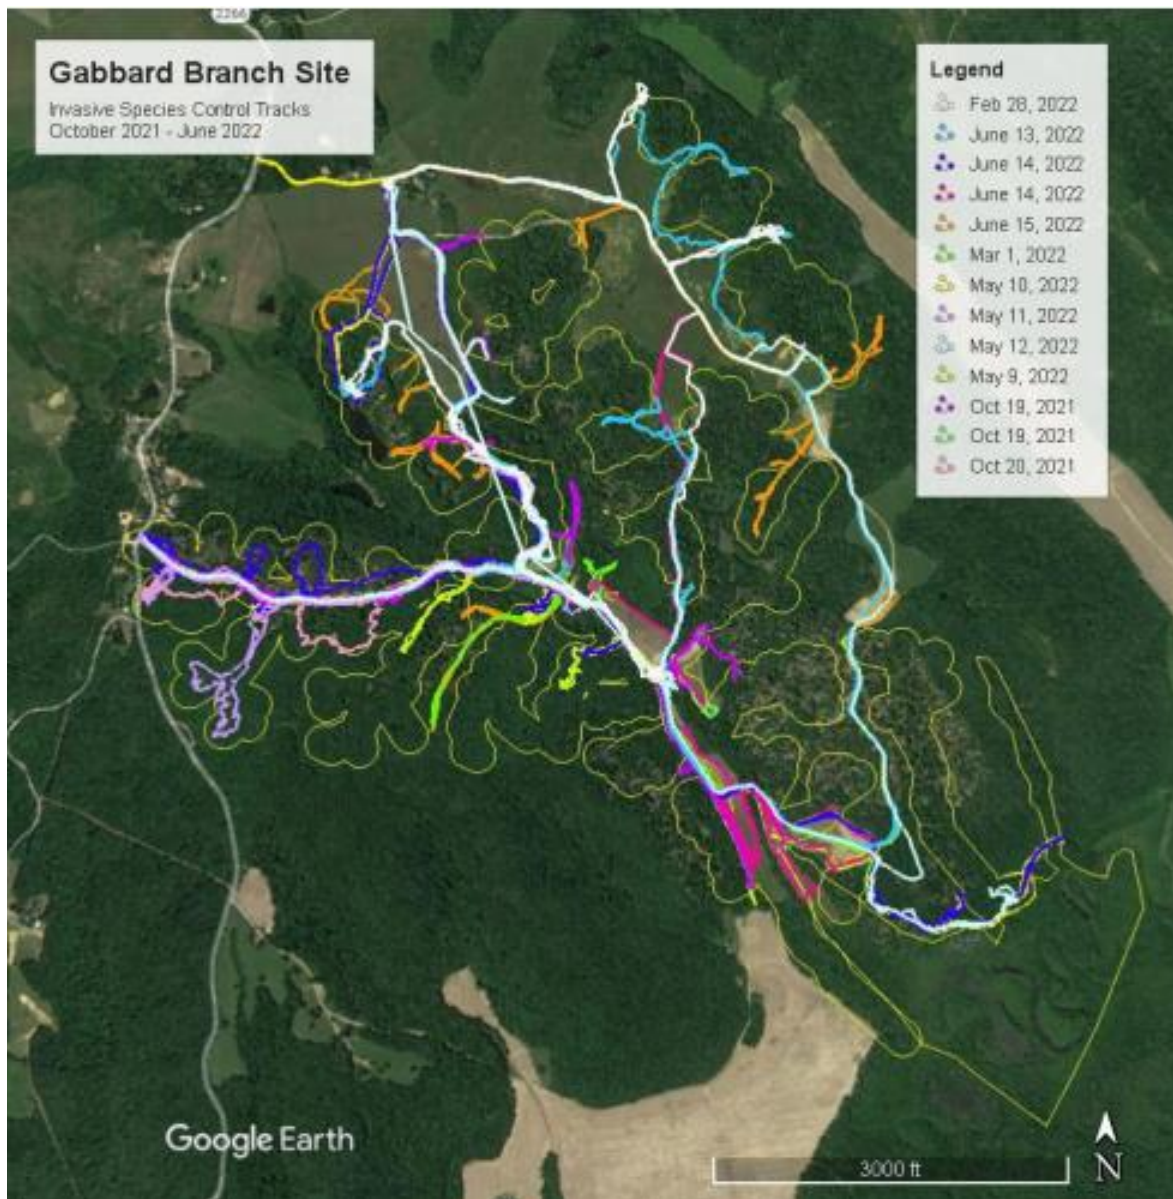 2266
Gabbard Branch Site
Invasive Species Control Tracks
October 2021 - June 2022
Legend
Feb 28, 2022
June 13, 2022
June 14, 2022
June 14, 2022
June 15, 2022
Mar 1, 2022
May 10, 2022
May 11, 2022
May 12, 2022
May 9, 2022
Oct 19, 2021
Oct 19, 2021
Oct 20, 2021
Google Earth
3000 ft
N